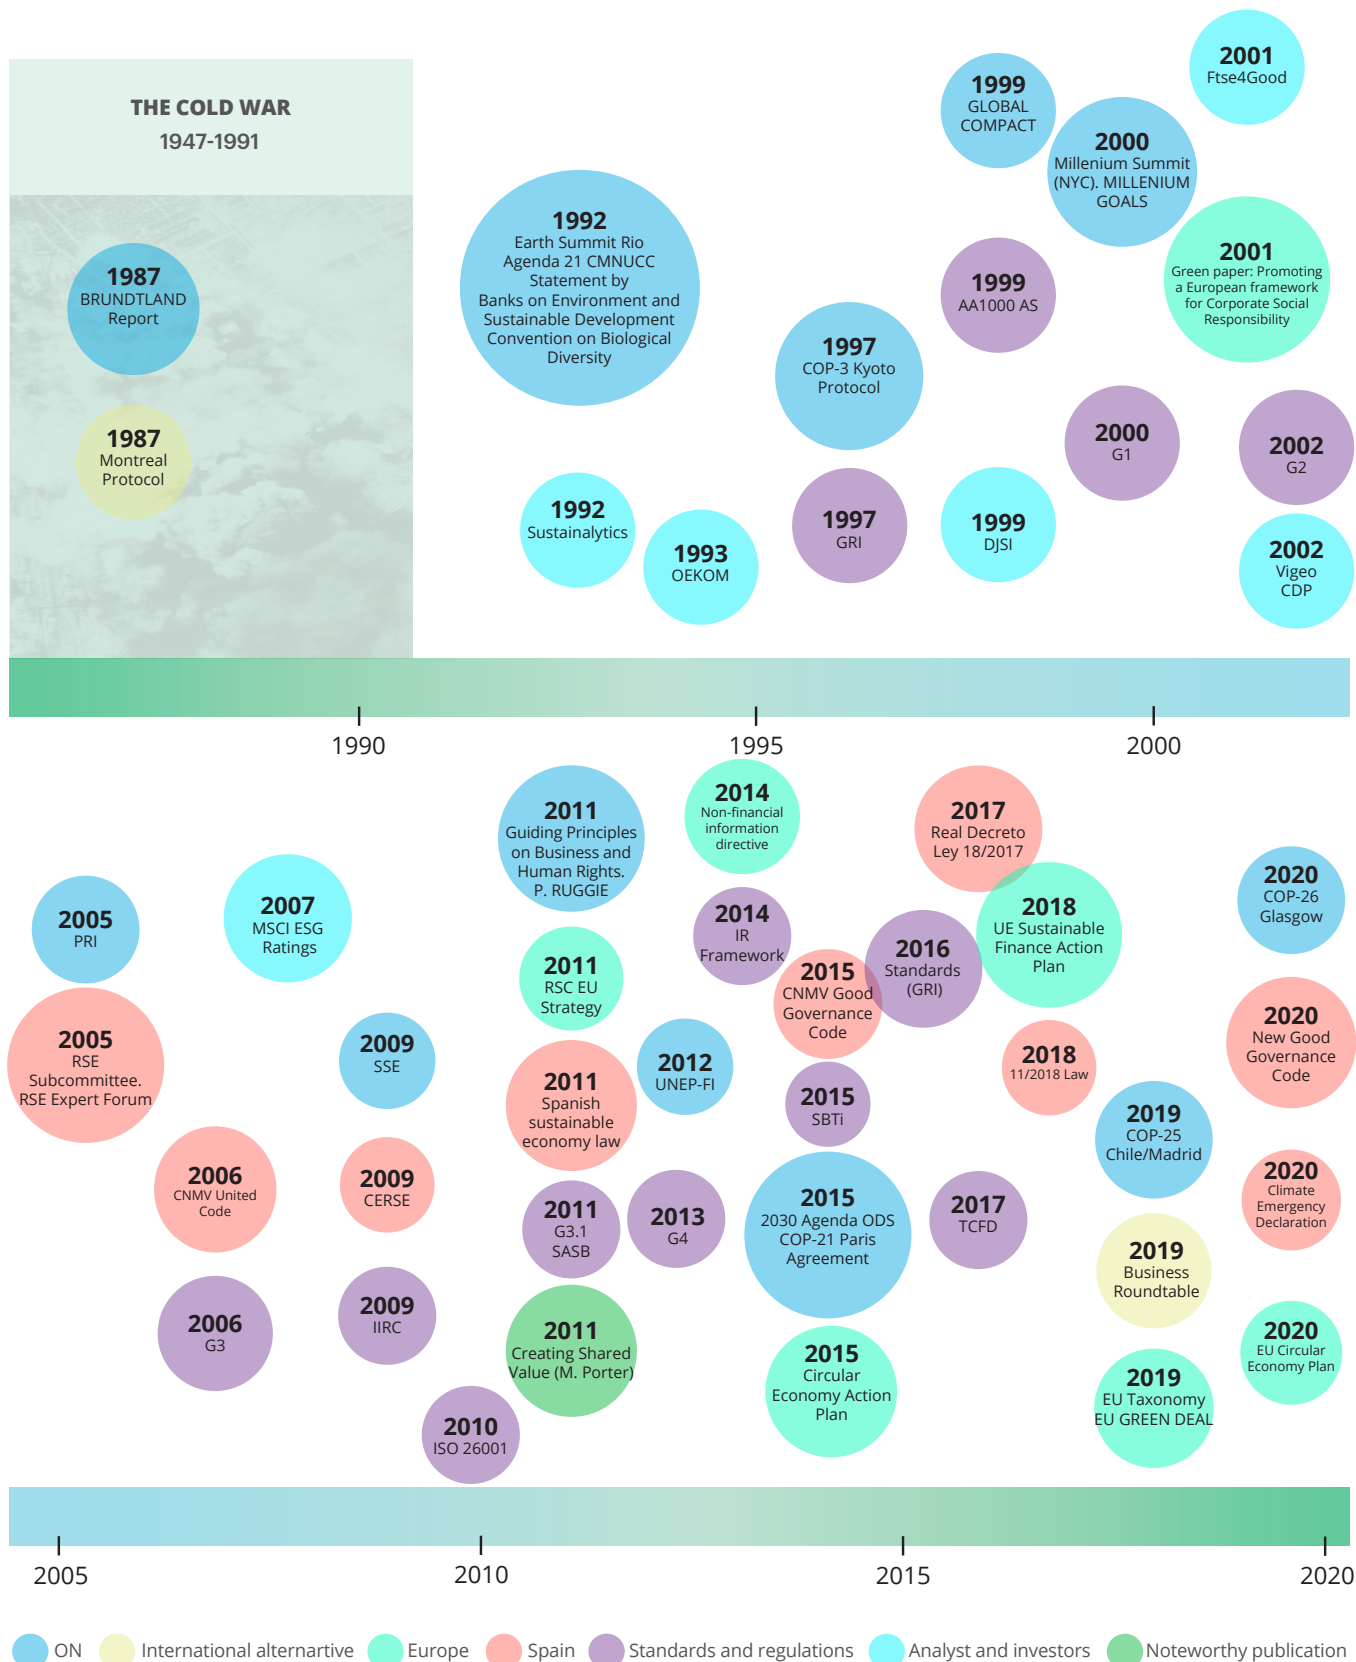 THE COLD WAR
1947-1991
1987
BRUNDTLAND
Report
1987
Montreal
Protocol
1992
Earth Summit Rio
Agenda 21 CMNUCC
Statement by
Banks on Environment and
Sustainable Development
Convention on Biological
Diversity
1992
Sustainalytics
1993
OEKOM
1997
COP-3 Kyoto
Protocol
1997
GRI
1999
GLOBAL
COMPACT
1999
AA1000 AS
1999
DJSI
2000
Millenium Summit
(NYC). MILLENIUM
GOALS
2000
G1
2001
Ftse4Good
2001
Green paper: Promoting
a European framework
for Corporate Social
Responsibility
2002
G2
2002
Vigeo
CDP
1990
1995
2000
2005
PRI
2005
RSE
Subcommittee.
RSE Expert Forum
2006
CNMV United
Code
2006
G3
2007
MSCI ESG
Ratings
2009
SSE
2009
CERSE
2009
IIRC
2010
ISO 26001
2011
Guiding Principles
on Business and
Human Rights.
P. RUGGIE
2011
RSC EU
Strategy
2011
Spanish
sustainable
economy law
2011
G3.1
SASB
2011
Creating Shared
Value (M. Porter)
2012
UNEP-FI
2013
G4
2014
Non-financial
information
directive
2014
IR
Framework
2015
CNMV Good
Governance
Code
2015
SBTi
2015
2030 Agenda ODS
COP-21 Paris
Agreement
2015
Circular
Economy Action
Plan
2016
Standards
(GRI)
2017
Real Decreto
Ley 18/2017
2017
TCFD
2018
UE Sustainable
Finance Action
Plan
2018
11/2018 Law
2019
COP-25
Chile/Madrid
2019
Business
Roundtable
2019
EU Taxonomy
EU GREEN DEAL
2020
COP-26
Glasgow
2020
New Good
Governance
Code
2020
Climate
Emergency
Declaration
2020
EU Circular
Economy Plan
2005
2010
2015
2020
ON
International alternartive
Europe
Spain
Standards and regulations
Analyst and investors
Noteworthy publication